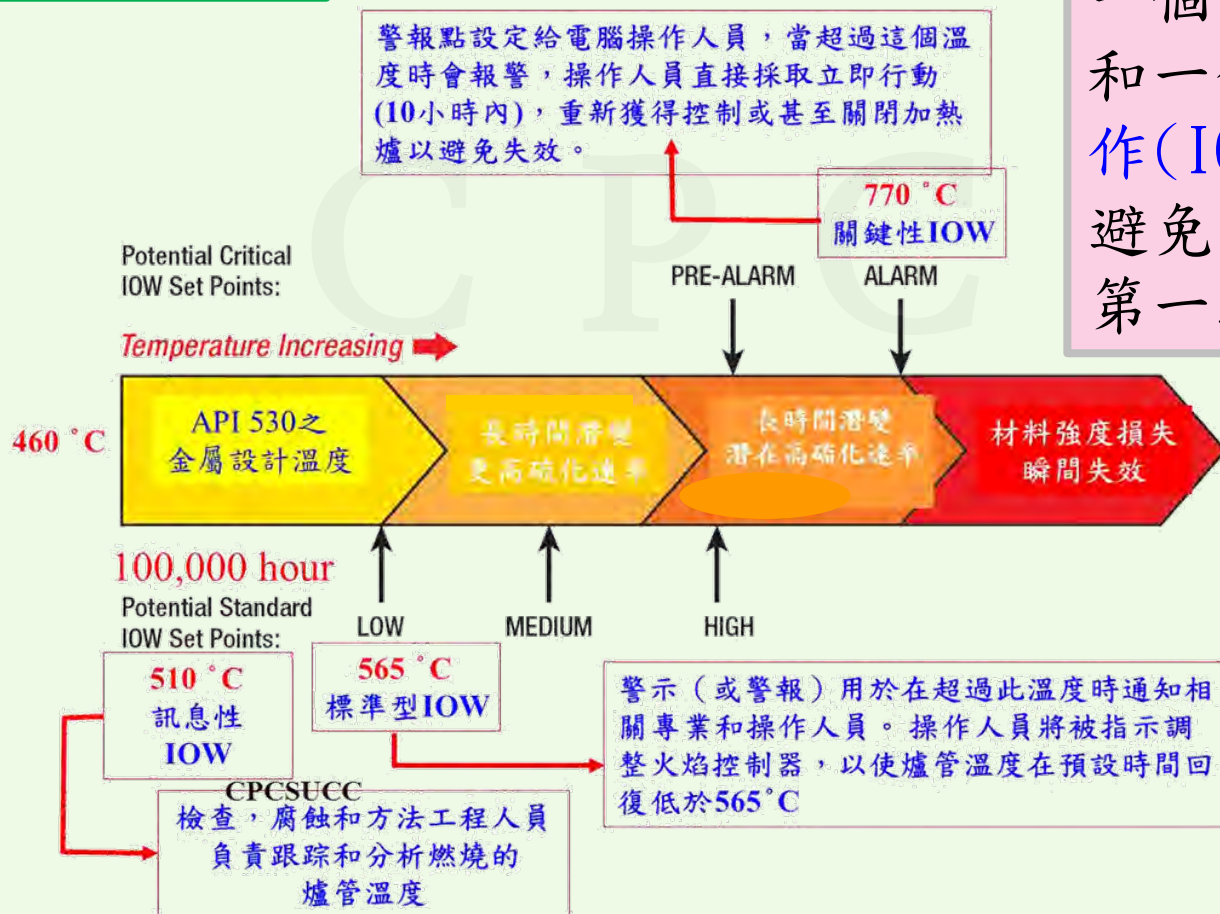 警報點設定給電腦操作人員，當超過這個溫
度時會報警，操作人員直接採取立即行動
(10小時內)，重新獲得控制或甚至關閉加熱
爐以避免失效。
個
和一
作(I
避免
第一
C P C
770 °C
關鍵性IOW
Potential Critical
IOW Set Points:
PRE-ALARM
ALARM
Temperature Increasing
460 °C
API 530之
金屬設計溫度
長時間潛變
更高硫化速率
長時間潛變
潛在高硫化速率
材料強度損失
瞬間失效
100,000 hour
Potential Standard
IOW Set Points:
LOW
MEDIUM
HIGH
510 °C
訊息性
IOW
565 °C
標準型IOW
警示（或警報）用於在超過此溫度時通知相
關專業和操作人員。操作人員將被指示調
整火焰控制器，以使爐管溫度在預設時間回
復低於565°C
CPCSUCC
檢查，腐蝕和方法工程人員
負責跟踪和分析燃燒的
爐管溫度